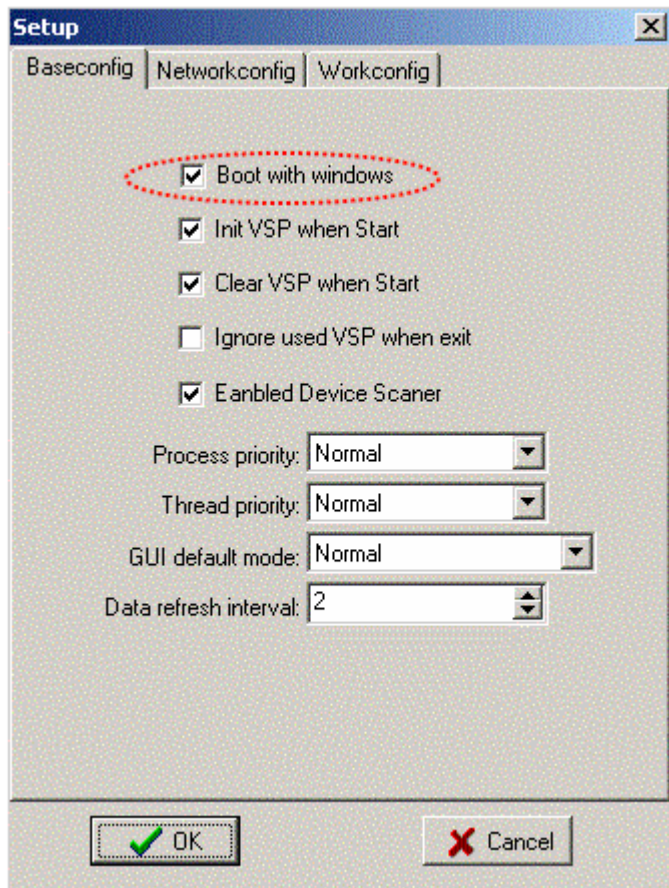 Setup
Baseconfig Networkconfig Workconfig
Boot with windows
Init VSP when Start
Clear VSP when Start
Ignore used VSP when exit
Eanbled Device Scaner
Process priority: Normal
Thread priority: Normal
GUI default mode: Normal
Data refresh interval: 2
OK Cancel